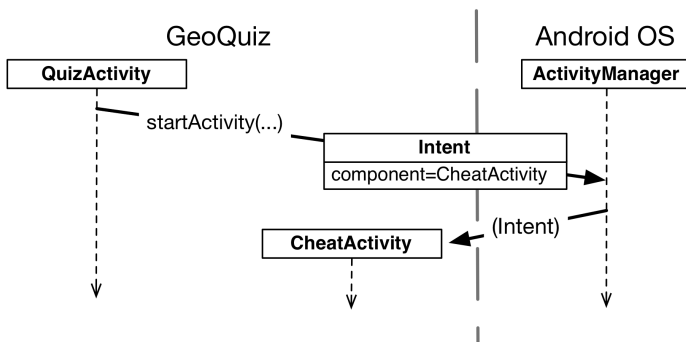 GeoQuiz
Android OS
QuizActivity
ActivityManager
startActivity(...)
Intent
component=CheatActivity
(Intent)
CheatActivity